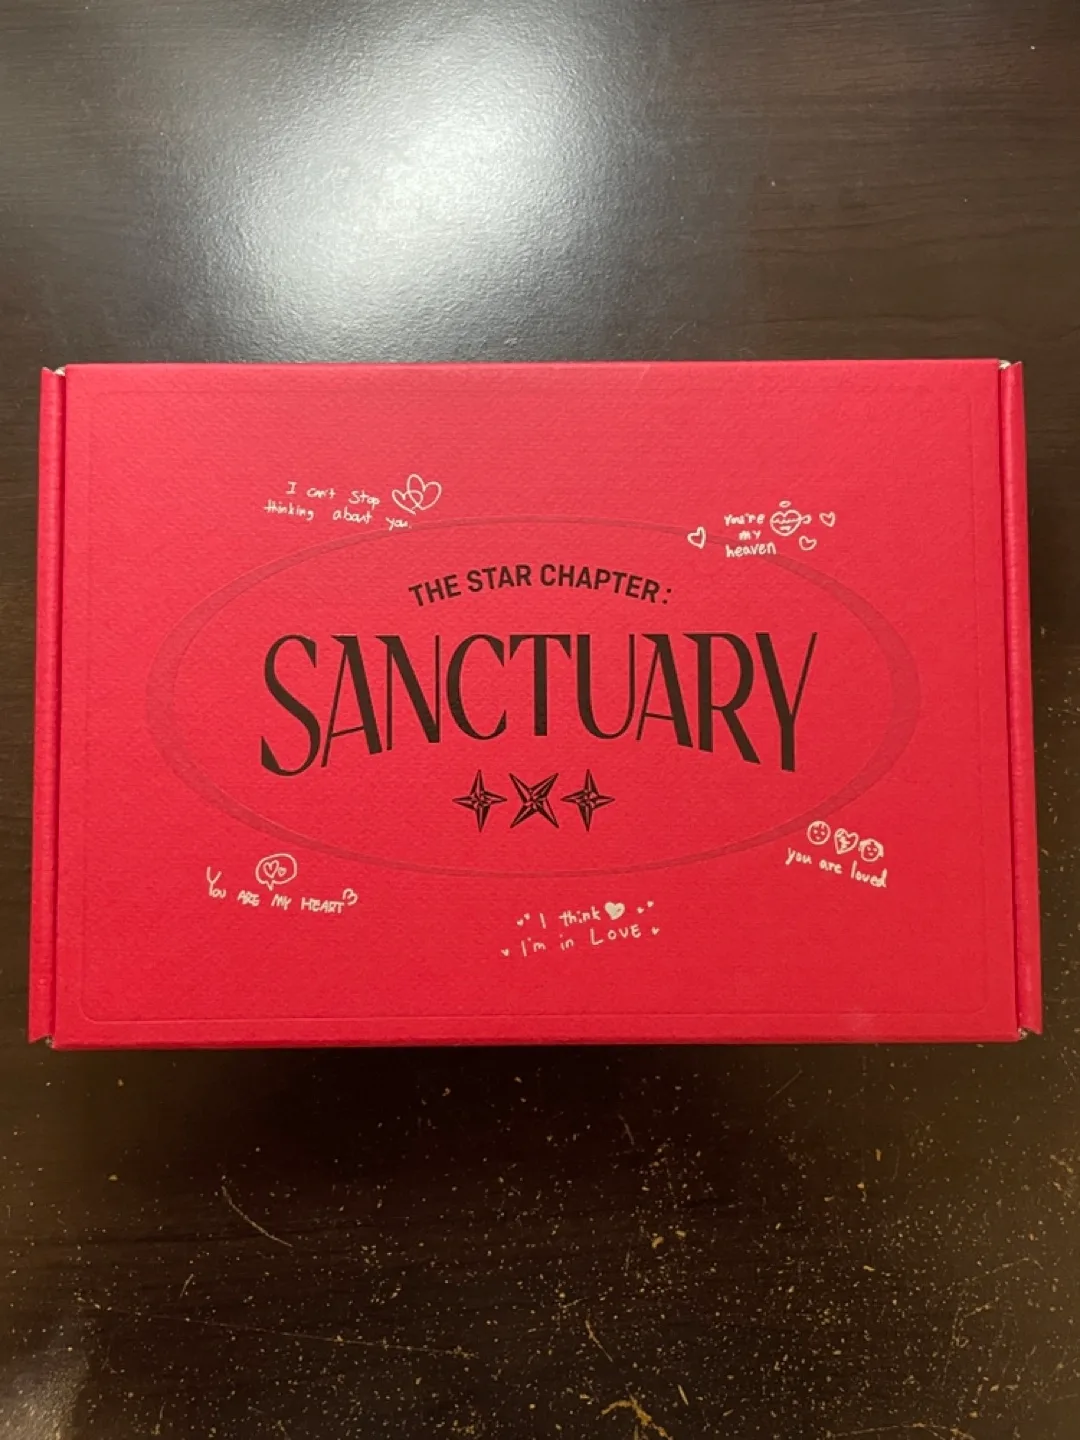 I can't stop
thinking about you.
You're
my
heaven
THE STAR CHAPTER:
SANCTUARY
you are loved
YOU ARE MY HEART
I think
I'm in LOVE